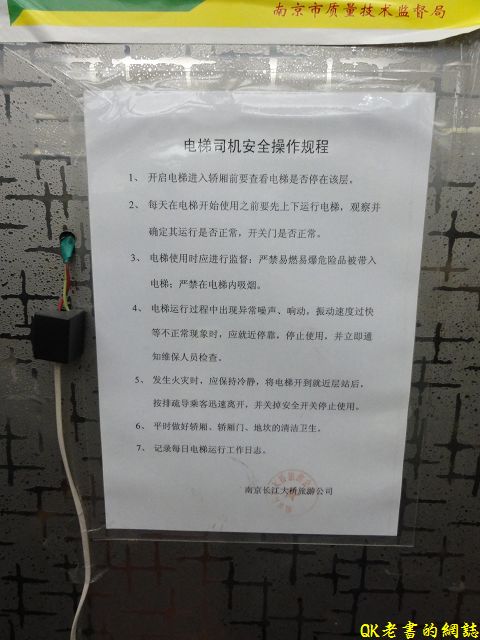 南京市质量技术监督局
电梯司机安全操作规程
1、开启电梯进入轿厢前要查看电梯是否停在该层。
2、每天在电梯开始使用之前要先上下运行电梯，观察并
确定其运行是否正常，开关门是否正常。
3、电梯使用时应进行监督：严禁易燃易爆危险品被带入
电梯；严禁在电梯内吸烟。
4、电梯运行过程中出现异常噪声、响动，振动速度过快
等不正常现象时，应就近停靠，停止使用，并立即通
知维保人员检查。
5、发生火灾时，应保持冷静，将电梯开到就近层站后，
按排疏导乘客迅速离开，并关掉安全开关停止使用。
6、平时做好轿厢、轿厢门、地坎的清洁卫生。
7、记录每日电梯运行工作日志。
南京长江大桥旅游公司
QK老書的網誌